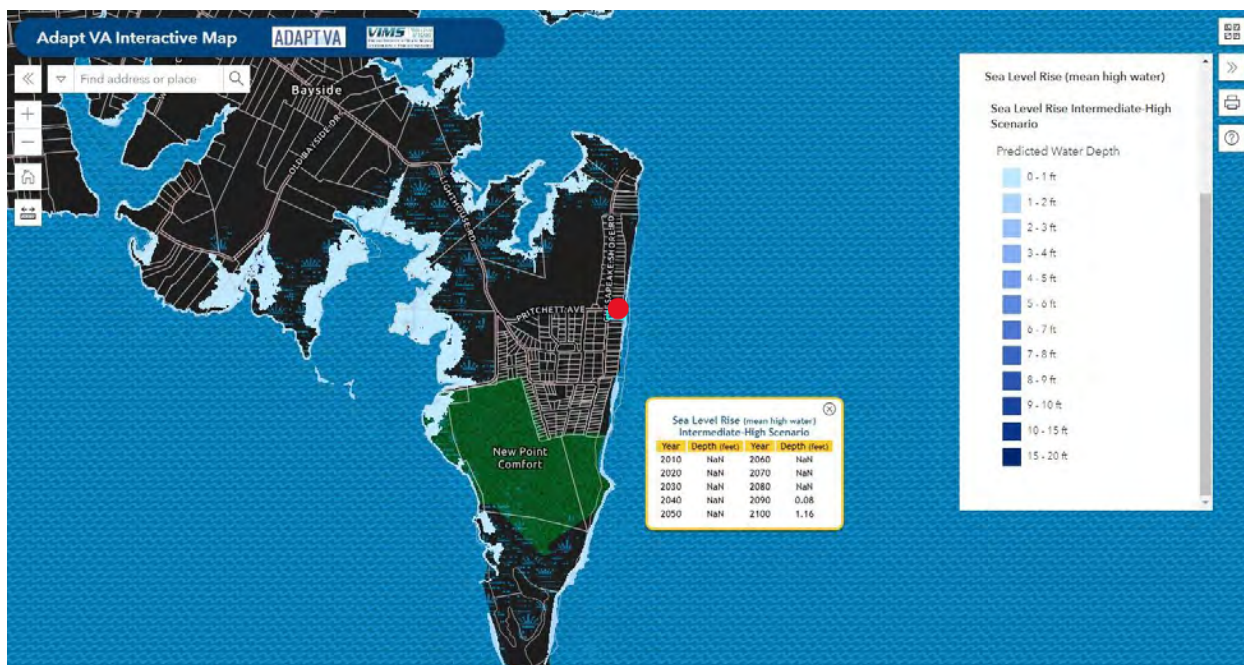 Adapt VA Interactive Map
ADAPT VA
VIMS
Find address or place
Bayside
OLD BAYSIDE DR
LIGHTHOUSE RD
CHESAPEAKE SHORE RD
PRITCHETT AVE
New Point
Comfort
Sea Level Rise (mean high water)
Intermediate-High Scenario
Year Depth (feet) Year Depth (feet)
2010 NaN 2060 NaN
2020 NaN 2070 NaN
2030 NaN 2080 NaN
2040 NaN 2090 0.08
2050 NaN 2100 1.16
Sea Level Rise (mean high water)
Sea Level Rise Intermediate-High
Scenario
Predicted Water Depth
0 - 1 ft
1 - 2 ft
2 - 3 ft
3 - 4 ft
4 - 5 ft
5 - 6 ft
6 - 7 ft
7 - 8 ft
8 - 9 ft
9 - 10 ft
10 - 15 ft
15 - 20 ft